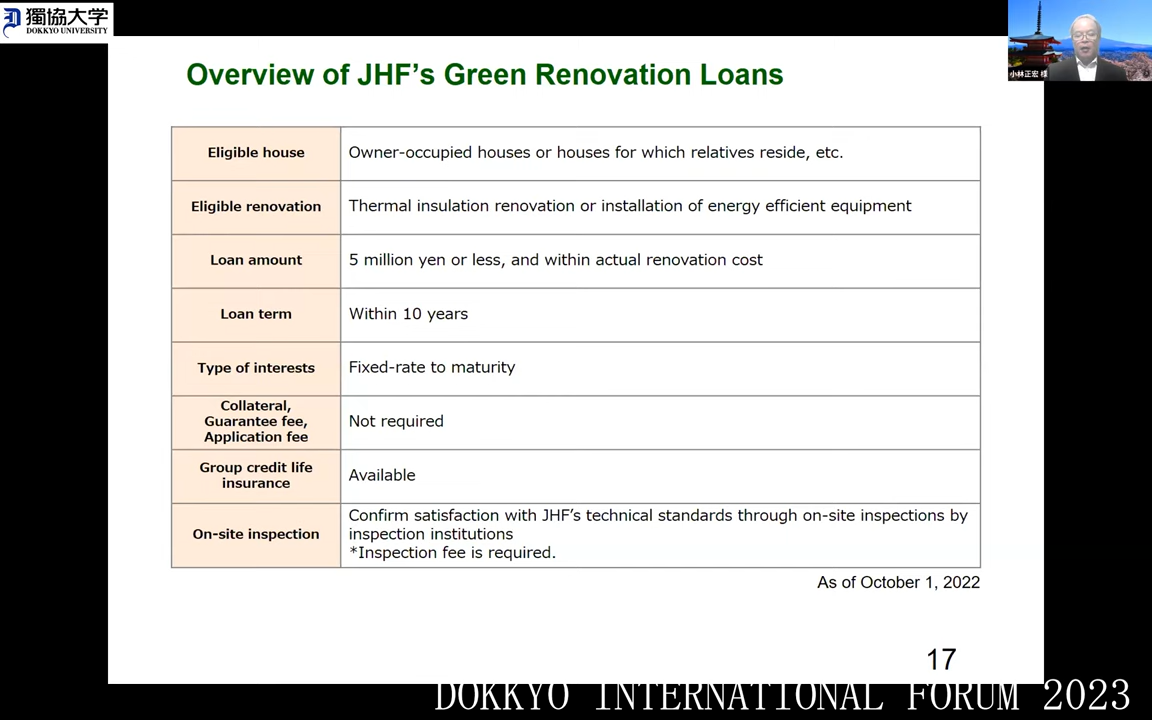 獨協大学
DOKKYO UNIVERSITY
小林正宏 様
Overview of JHF’s Green Renovation Loans
Eligible house
Owner-occupied houses or houses for which relatives reside, etc.
Eligible renovation
Thermal insulation renovation or installation of energy efficient equipment
Loan amount
5 million yen or less, and within actual renovation cost
Loan term
Within 10 years
Type of interests
Fixed-rate to maturity
Collateral,
Guarantee fee,
Application fee
Not required
Group credit life
insurance
Available
On-site inspection
Confirm satisfaction with JHF’s technical standards through on-site inspections by
inspection institutions
*Inspection fee is required.
As of October 1, 2022
17
DOKKYO INTERNATIONAL FORUM 2023